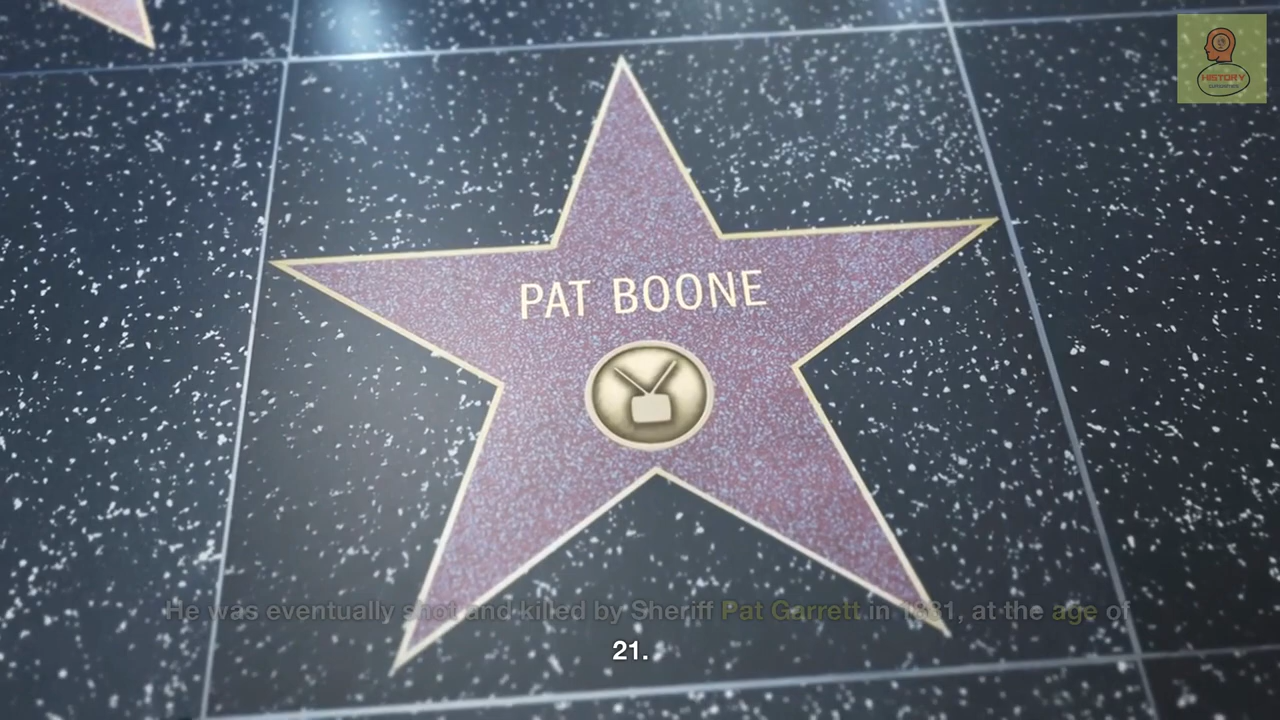 HISTORY
PAT BOONE
He was eventually shot and killed by Sheriff Pat Garrett in 1881, at the age of
21.